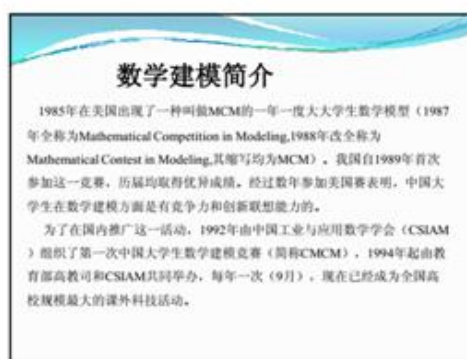 数学建模简介
1985年在美国出现了一种叫做MCM的一年一度大大学生数学模型（1987
年全称为Mathematical Competition in Modeling,1988年改全称为
Mathematical Contest in Modeling,其缩写均为MCM）。我国自1989年首次
参加这一竞赛，历届均取得优异成绩。经过数年参加美国赛表明，中国大
学生在数学建模方面是有竞争力和创新联想能力的。
为了在国内推广这一活动，1992年由中国工业与应用数学学会（CSIAM
）组织了第一次中国大学生数学建模竞赛（简称CMCM），1994年起由教
育部高教司和CSIAM共同举办，每年一次（9月），现在已经成为全国高
校规模最大的课外科技活动。